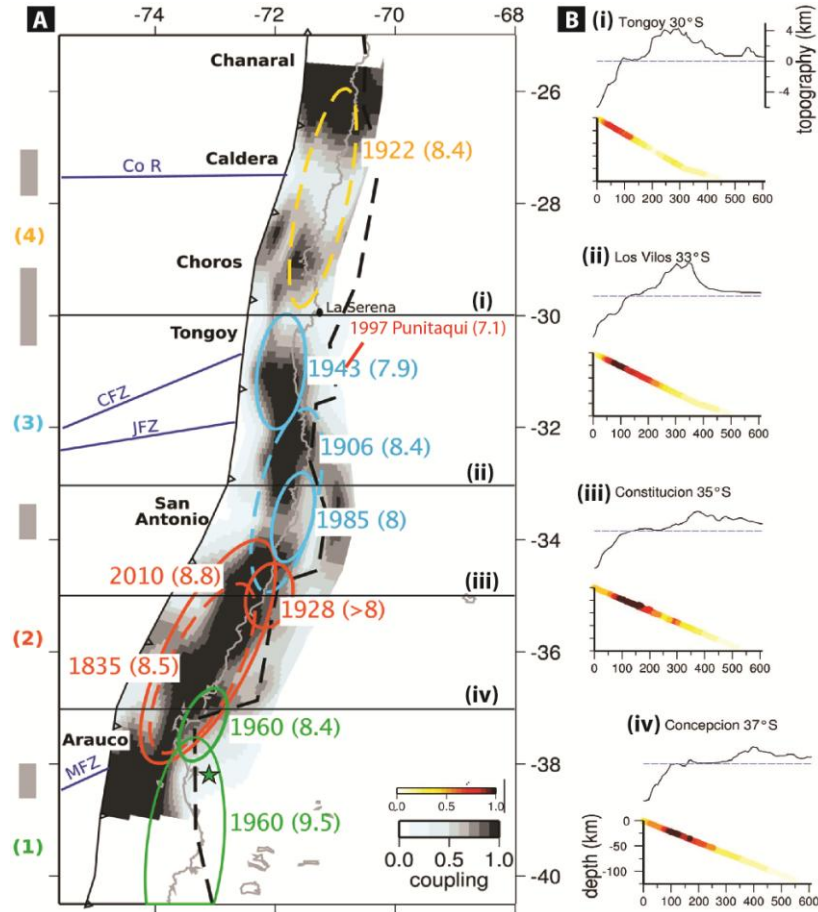 A
-74
-72
-70
-68
Chanaral
-26
1922 (8.4)
Caldera
Co R
-28
(4)
Choros
(i)
La Serena
-30
Tongoy
1997 Punitaqui (7.1)
1943 (7.9)
CFZ
(3)
JFZ
-32
1906 (8.4)
(ii)
San
Antonio
1985 (8)
-34
2010 (8.8)
(iii)
1928 (>8)
(2)
-36
1835 (8.5)
(iv)
Arauco
1960 (8.4)
MFZ
-38
0.0 0.5 1.0
(1)
1960 (9.5)
0.0 0.5 1.0
coupling
-40
B
(i) Tongoy 30°S
4
0
-4
topography (km)
0 100 200 300 400 500 600
(ii) Los Vilos 33°S
0 100 200 300 400 500 600
(iii) Constitucion 35°S
0 100 200 300 400 500 600
(iv) Concepcion 37°S
0
-50
-100
depth (km)
0 100 200 300 400 500 600